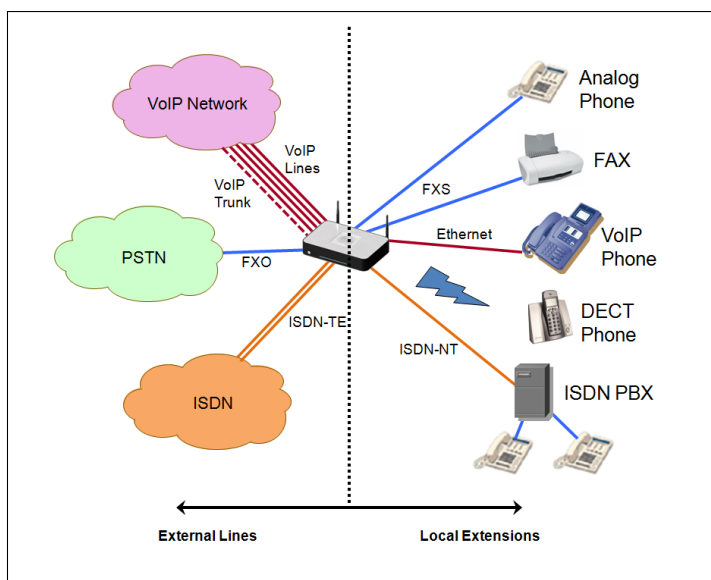 VoIP Network
VoIP
Lines
VoIP
Trunk
PSTN
FXO
ISDN-TE
ISDN
Analog
Phone
FAX
FXS
Ethernet
VoIP
Phone
DECT
Phone
ISDN-NT
ISDN PBX
External Lines
Local Extensions